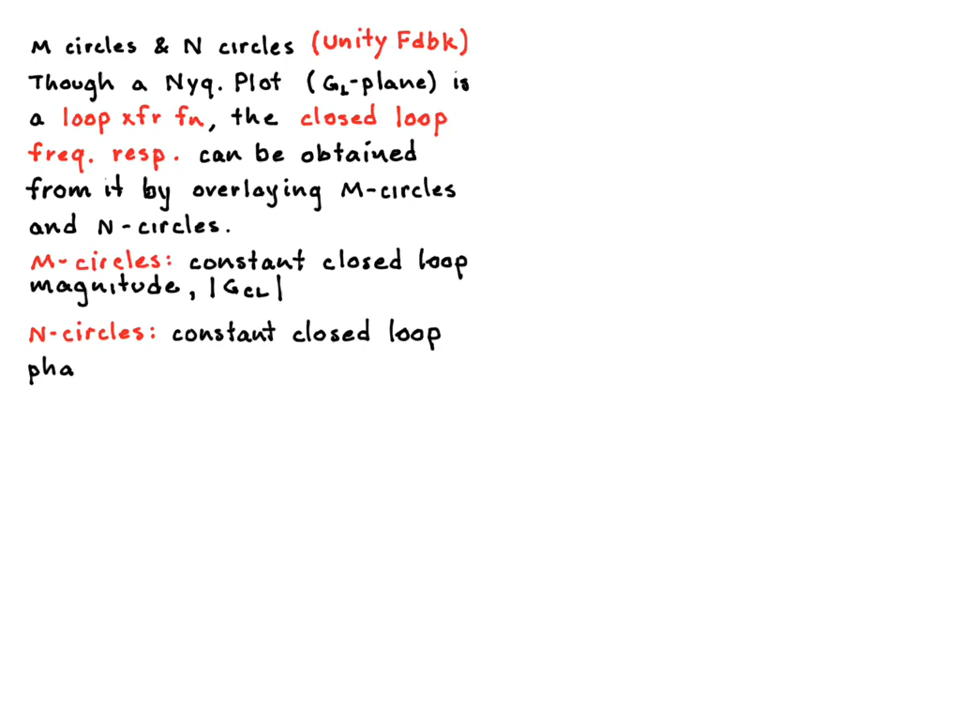 M circles & N circles (Unity Fdbk)
Though a Nyq. Plot (GL-plane) is
a loop xfr fn, the closed loop
freq. resp. can be obtained
from it by overlaying M-circles
and N-circles.
M-circles: constant closed loop
magnitude, |GCL|
N-circles: constant closed loop
pha